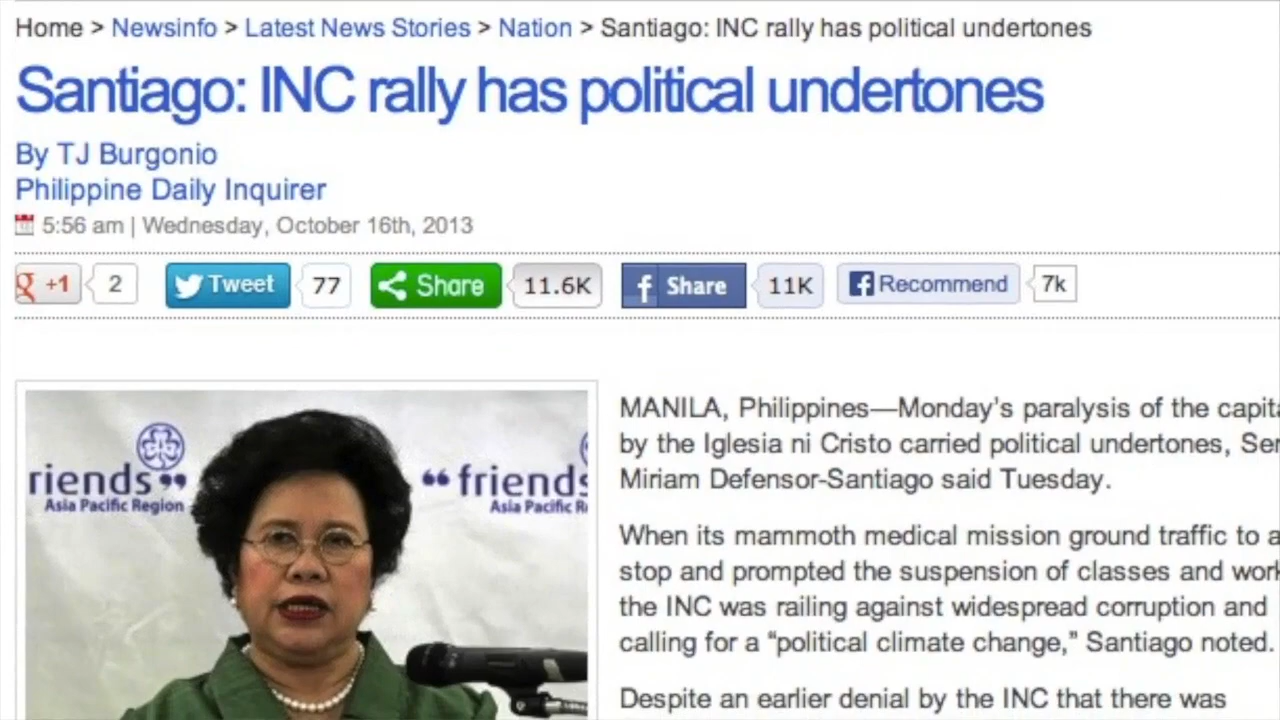 Home > Newsinfo > Latest News Stories > Nation > Santiago: INC rally has political undertones
Santiago: INC rally has political undertones
By TJ Burgonio
Philippine Daily Inquirer
5:56 am | Wednesday, October 16th, 2013
+1 2 Tweet 77 Share 11.6K f Share 11K f Recommend 7k
riends”
Asia Pacific Region
“ friends
Asia Pacific R
MANILA, Philippines—Monday's paralysis of the capita
by the Iglesia ni Cristo carried political undertones, Sen
Miriam Defensor-Santiago said Tuesday.
When its mammoth medical mission ground traffic to a
stop and prompted the suspension of classes and work
the INC was railing against widespread corruption and
calling for a “political climate change,” Santiago noted.
Despite an earlier denial by the INC that there was